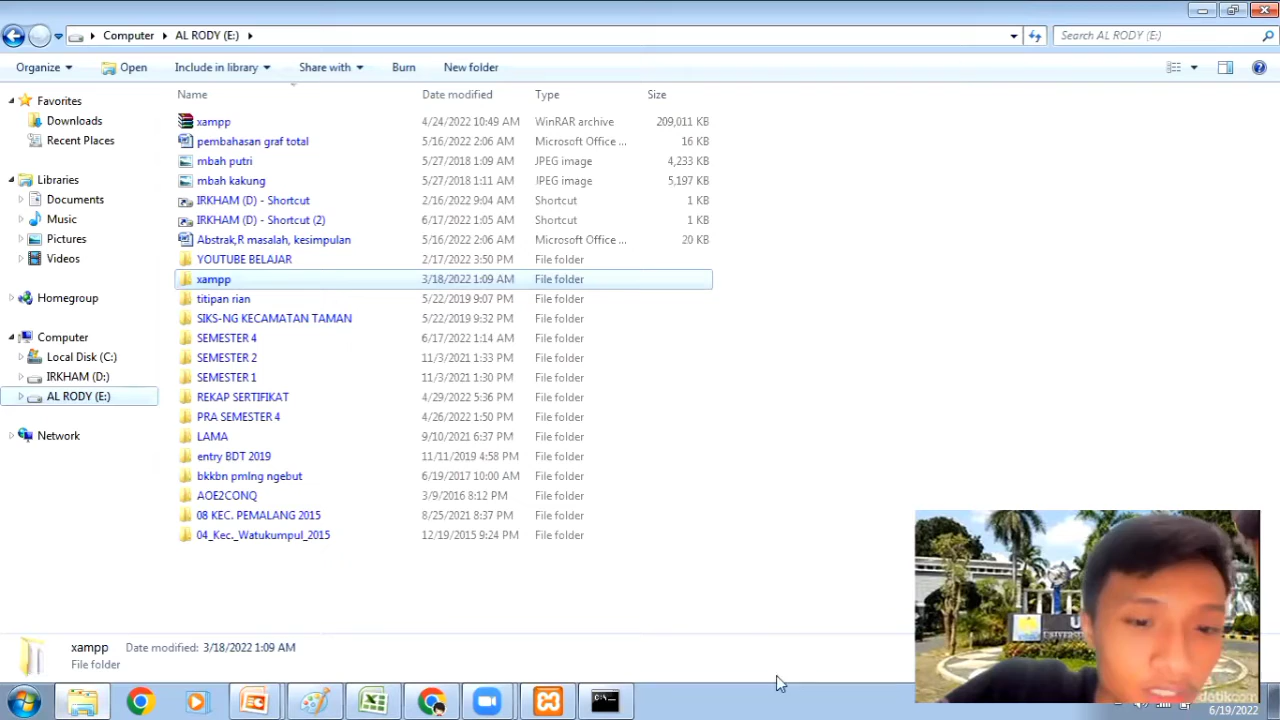 Computer AL RODY (E:) Search AL RODY (E:)
Organize Open Include in library Share with Burn New folder
Name Date modified Type Size
Favorites
Downloads
Recent Places
Libraries
Documents
Music
Pictures
Videos
Homegroup
Computer
Local Disk (C:)
IRKHAM (D:)
AL RODY (E:)
Network
xampp 4/24/2022 10:49 AM WinRAR archive 209,011 KB
pembahasan graf total 5/16/2022 2:06 AM Microsoft Office ... 16 KB
mbah putri 5/27/2018 1:09 AM JPEG image 4,233 KB
mbah kakung 5/27/2018 1:11 AM JPEG image 5,197 KB
IRKHAM (D) - Shortcut 2/16/2022 9:04 AM Shortcut 1 KB
IRKHAM (D) - Shortcut (2) 6/17/2022 1:05 AM Shortcut 1 KB
Abstrak,R masalah, kesimpulan 5/16/2022 2:06 AM Microsoft Office ... 20 KB
YOUTUBE BELAJAR 2/17/2022 3:50 PM File folder
xampp 3/18/2022 1:09 AM File folder
titipan rian 5/22/2019 9:07 PM File folder
SIKS-NG KECAMATAN TAMAN 5/22/2019 9:32 PM File folder
SEMESTER 4 6/17/2022 1:14 AM File folder
SEMESTER 2 11/3/2021 1:33 PM File folder
SEMESTER 1 11/3/2021 1:30 PM File folder
REKAP SERTIFIKAT 4/29/2022 5:36 PM File folder
PRA SEMESTER 4 4/26/2022 1:50 PM File folder
LAMA 9/10/2021 6:37 PM File folder
entry BDT 2019 11/11/2019 4:58 PM File folder
bkkbn pmlng ngebut 6/19/2017 10:00 AM File folder
AOE2CONQ 3/9/2016 8:12 PM File folder
08 KEC. PEMALANG 2015 8/25/2021 8:37 PM File folder
04_Kec._Watukumpul_2015 12/19/2015 9:24 PM File folder
xampp Date modified: 3/18/2022 1:09 AM
File folder
6/19/2022